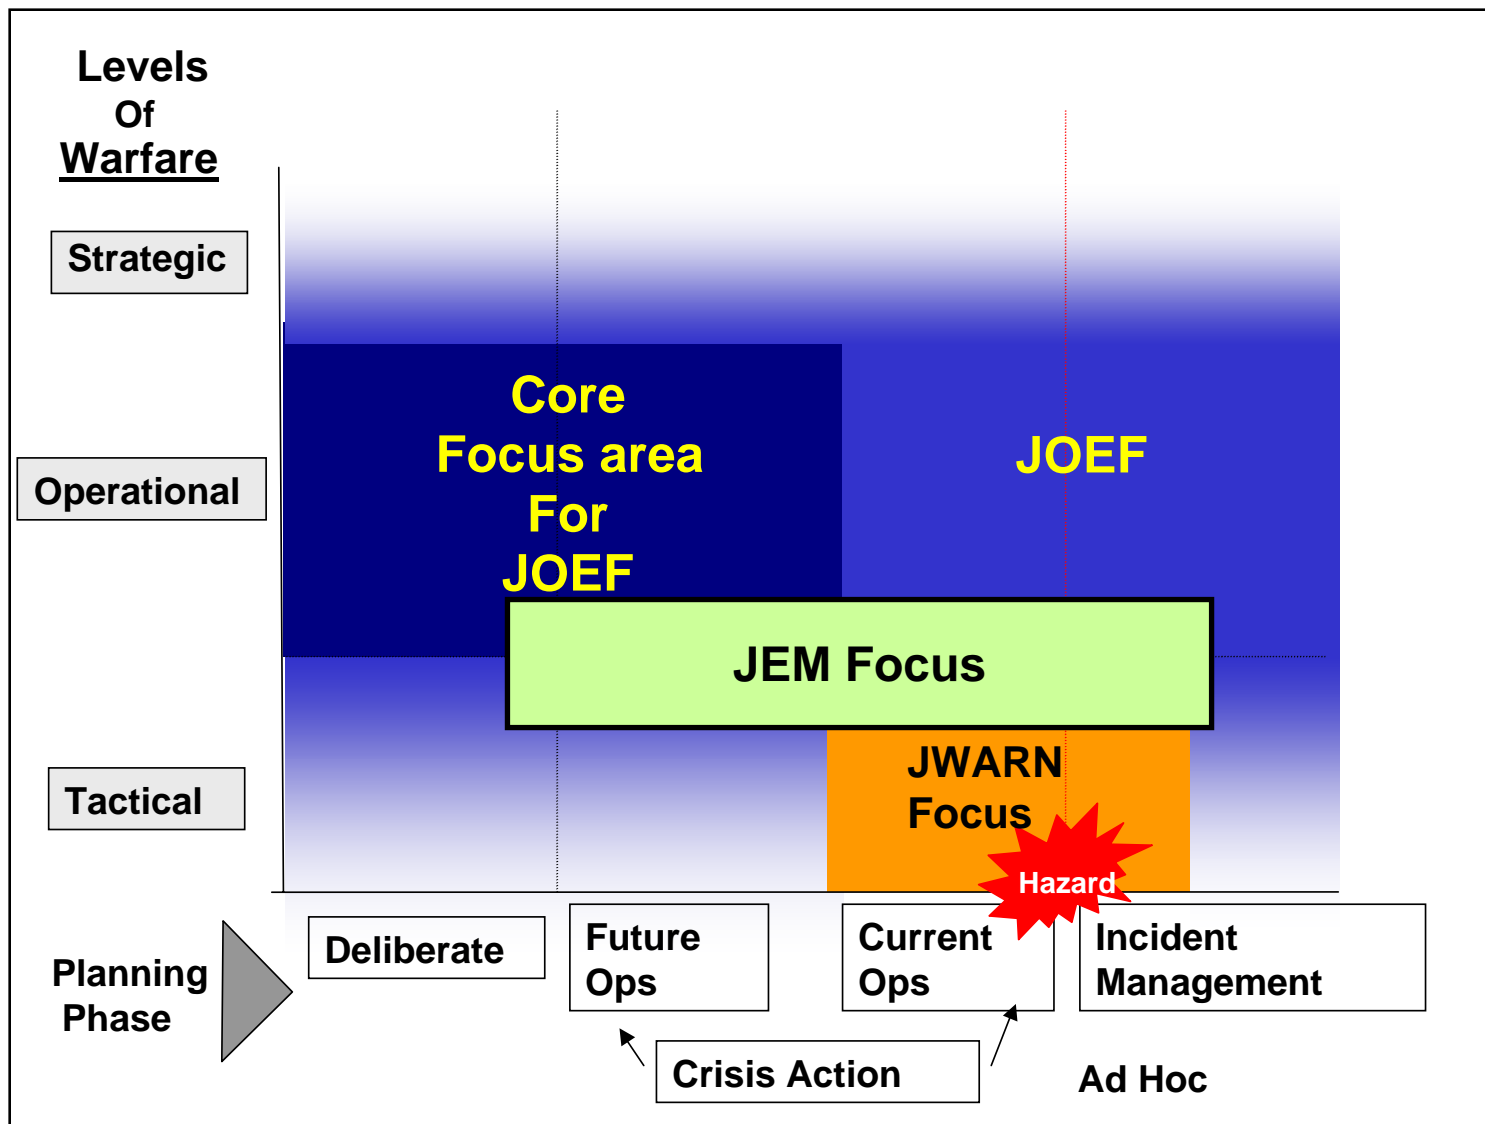 Levels
Of
Warfare
Strategic
Core
Focus area
For
JOEF
JOEF
Operational
JEM Focus
JWARN
Focus
Tactical
Hazard
Planning
Phase
Deliberate
Future
Ops
Current
Ops
Incident
Management
Crisis Action
Ad Hoc